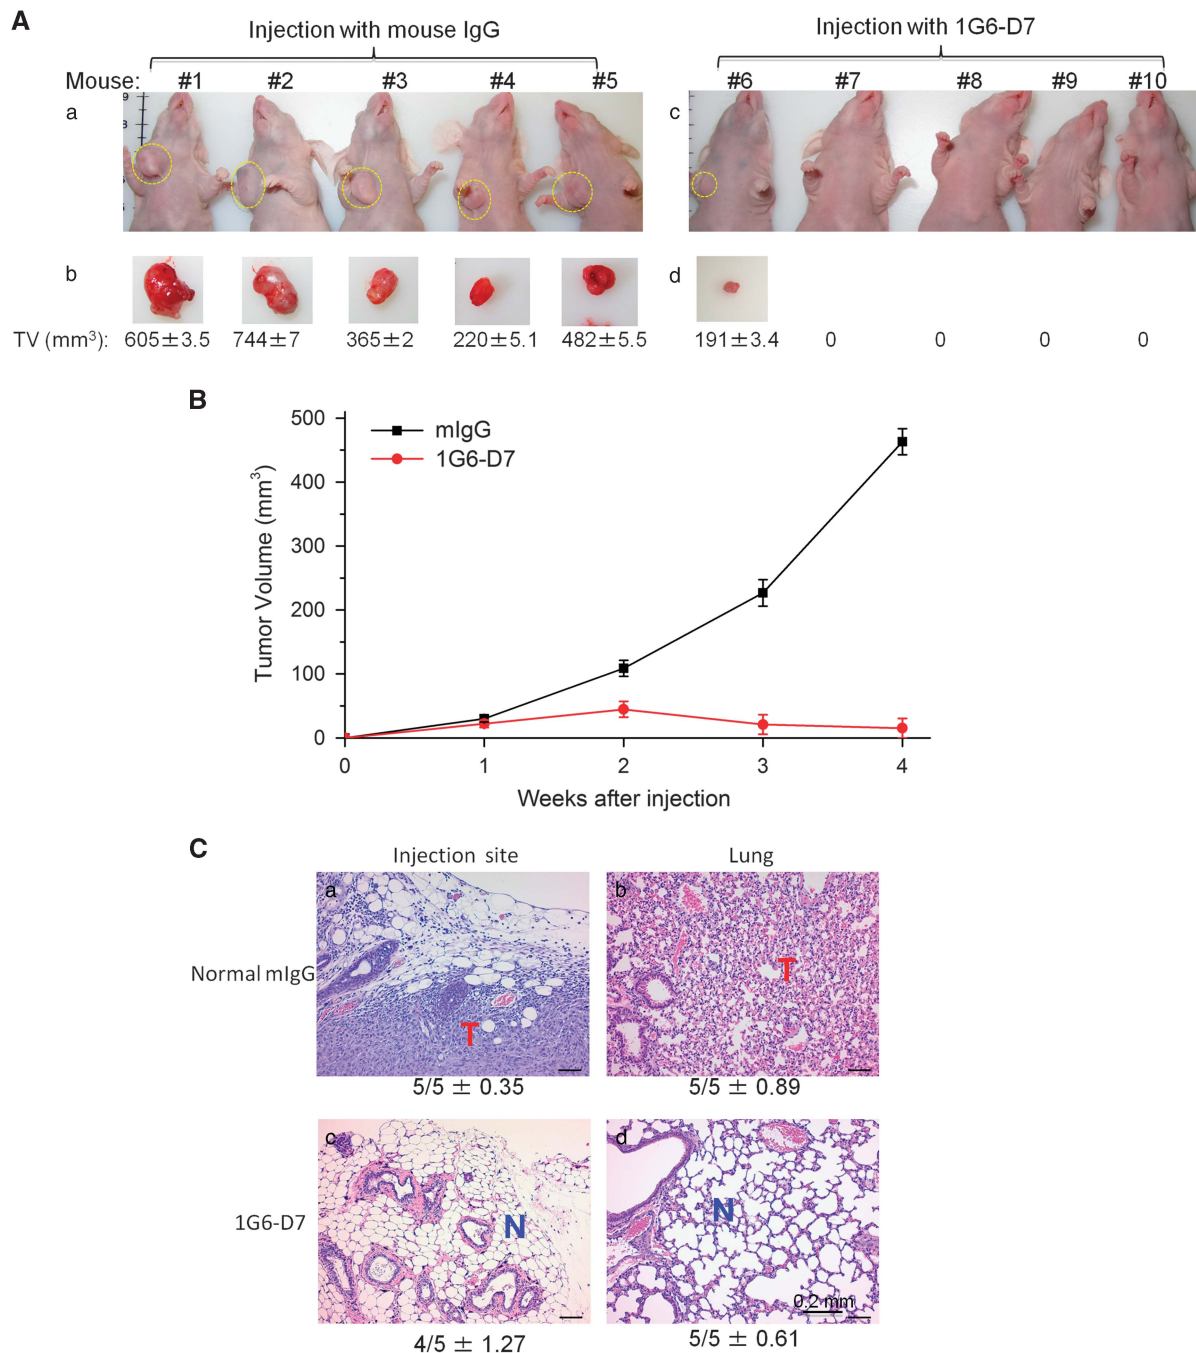 A
Injection with mouse IgG
Injection with 1G6-D7
Mouse: #1 #2 #3 #4 #5 #6 #7 #8 #9 #10
a
c
9
8
b
d
TV (mm³): 605±3.5 744±7 365±2 220±5.1 482±5.5 191±3.4 0 0 0 0
B
mIgG
1G6-D7
Tumor Volume (mm³)
500
400
300
200
100
0
0 1 2 3 4
Weeks after injection
C
Injection site
Lung
a
b
Normal mIgG
T
T
5/5 ± 0.35
5/5 ± 0.89
c
d
1G6-D7
N
N
0.2 mm
4/5 ± 1.27
5/5 ± 0.61